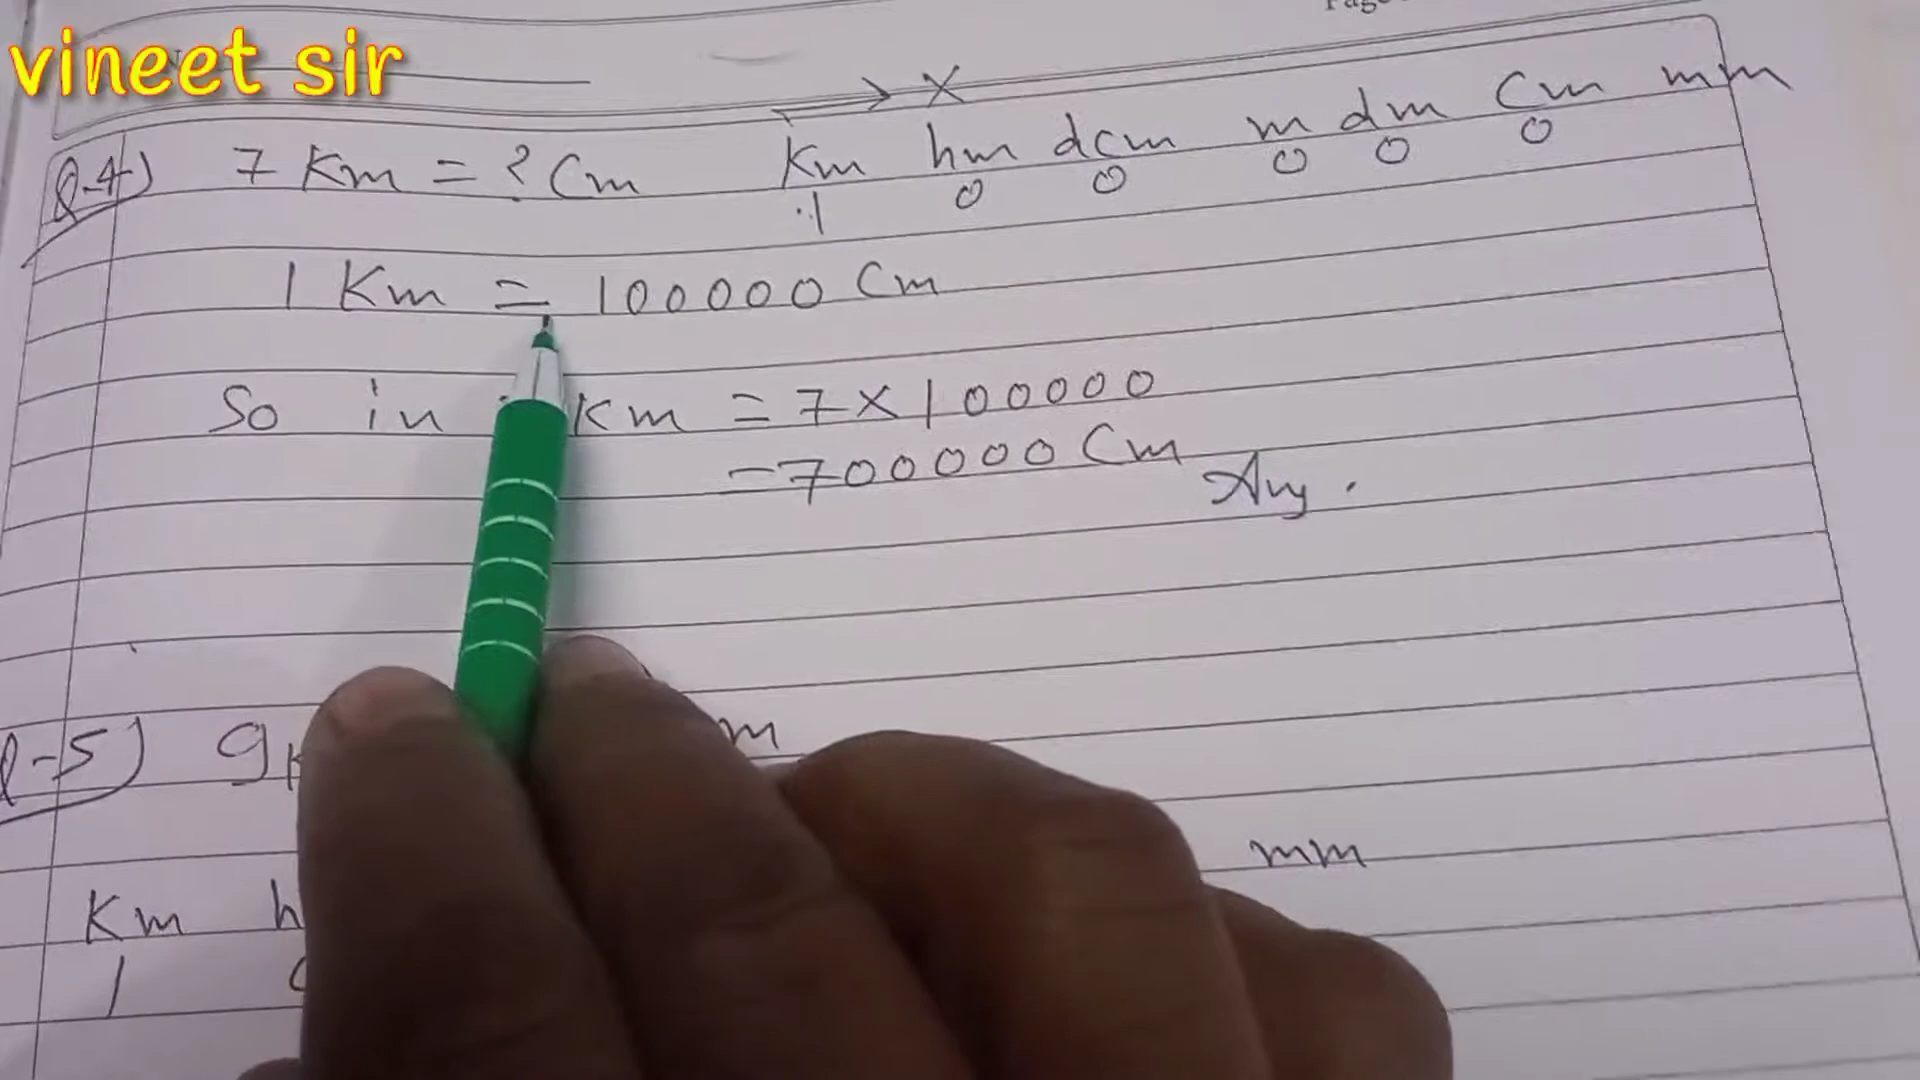 vineet sir
Pag
→ X
Q.4) 7 Km = ? Cm Km hm dcm m dm Cm mm
1 0 0 0 0 0
1 Km = 100000 Cm
So in Km = 7 X 100000
= 700000 Cm Ans.
Q-5) 9 m
mm
Km h
1